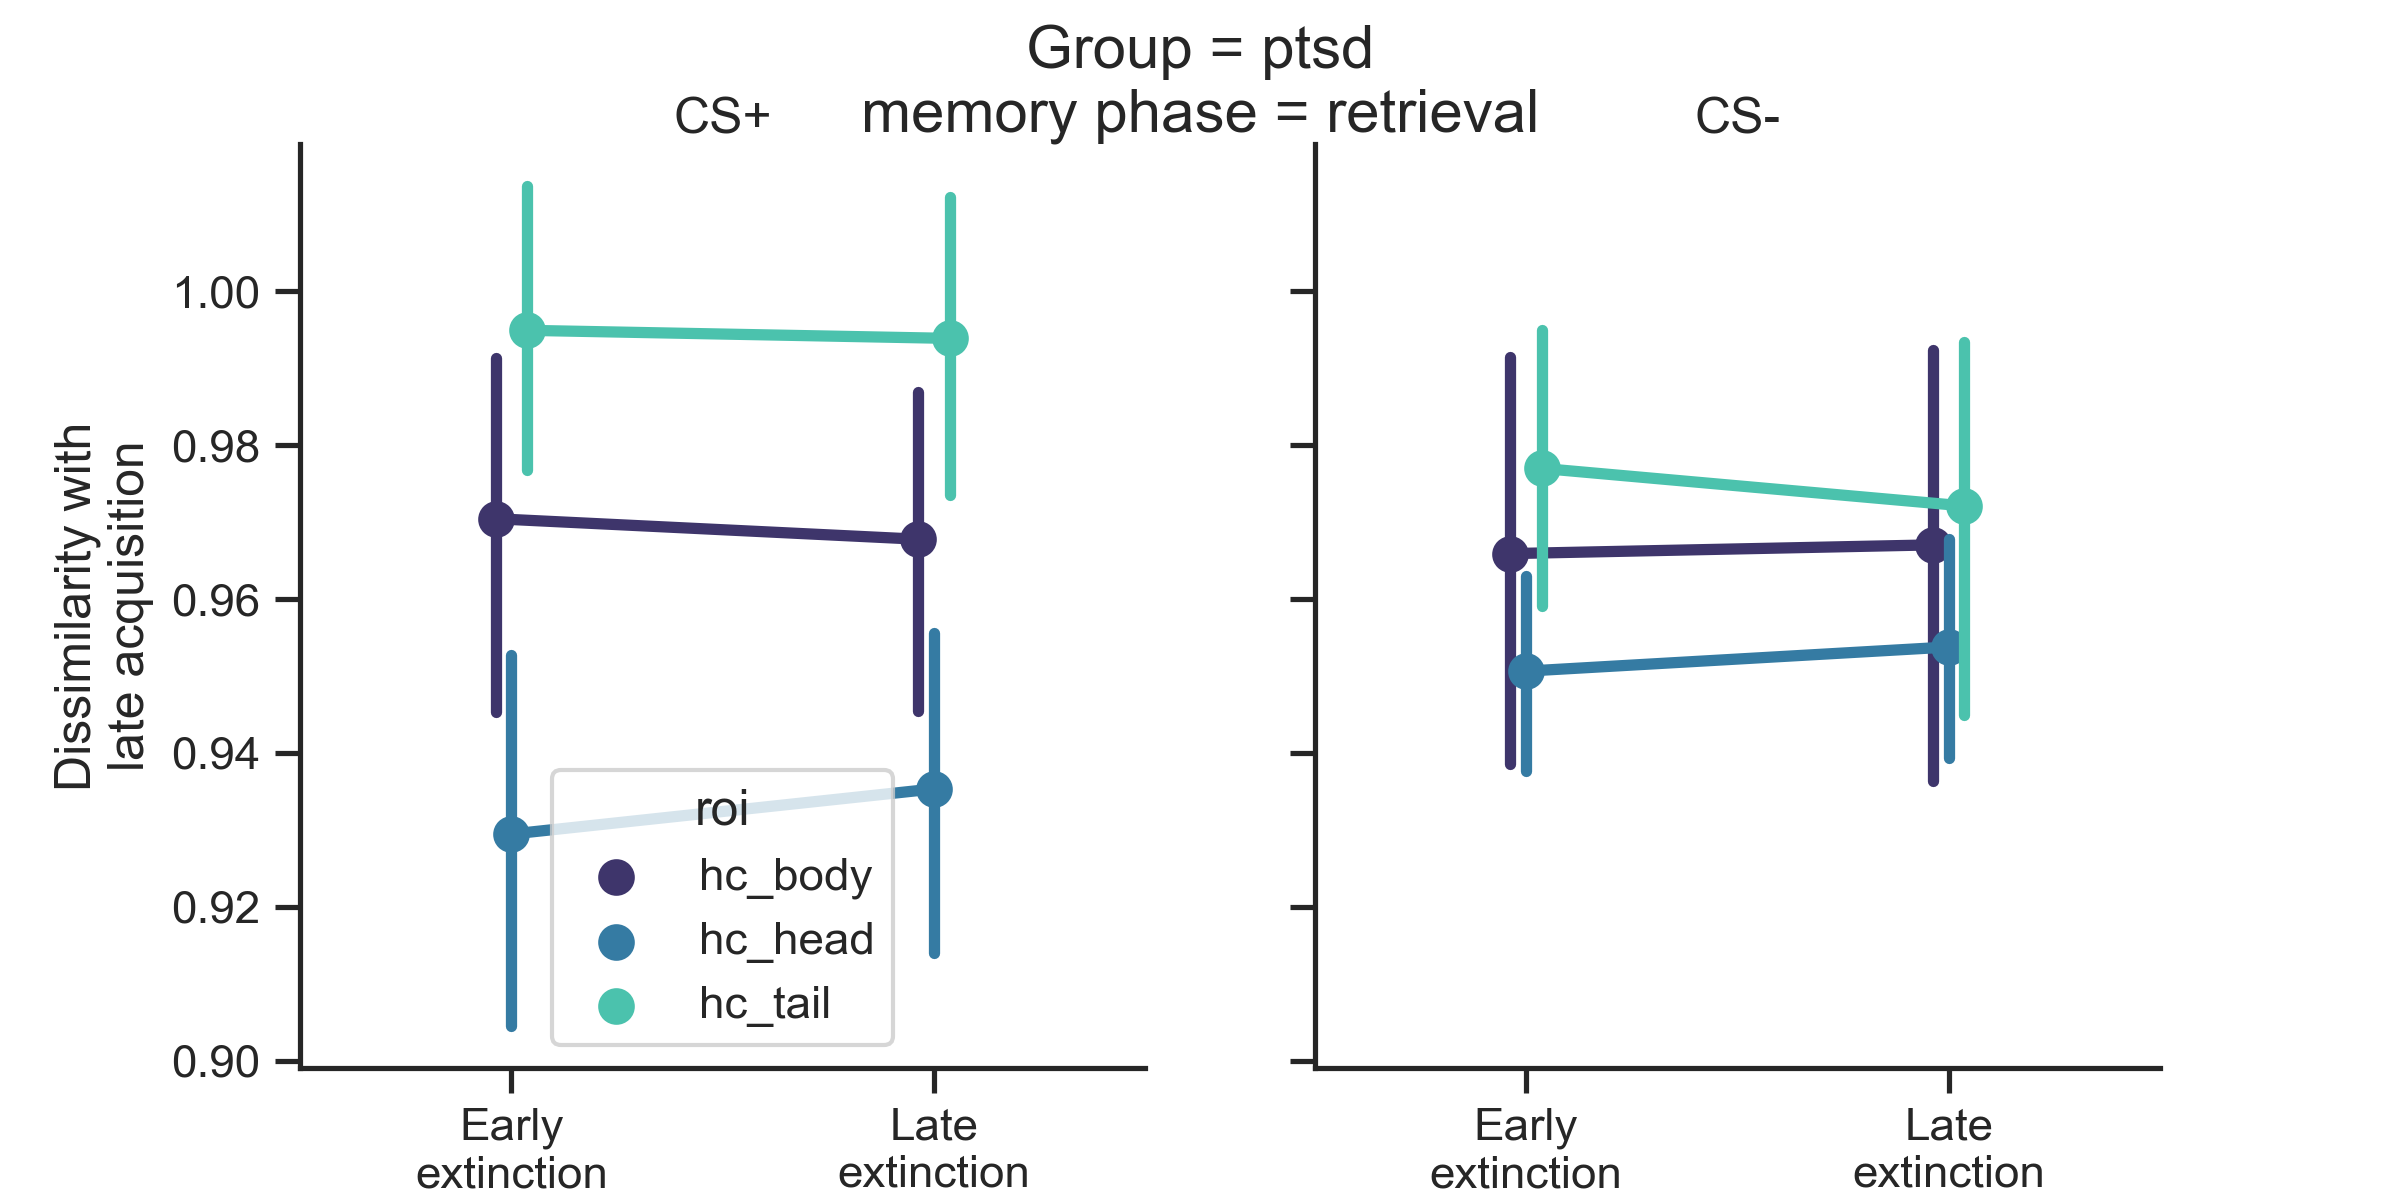 Group = ptsd
memory phase = retrieval
CS+
CS-
Dissimilarity with
late acquisition
1.00
0.98
0.96
0.94
0.92
0.90
roi
hc_body
hc_head
hc_tail
Early
extinction
Late
extinction
Early
extinction
Late
extinction